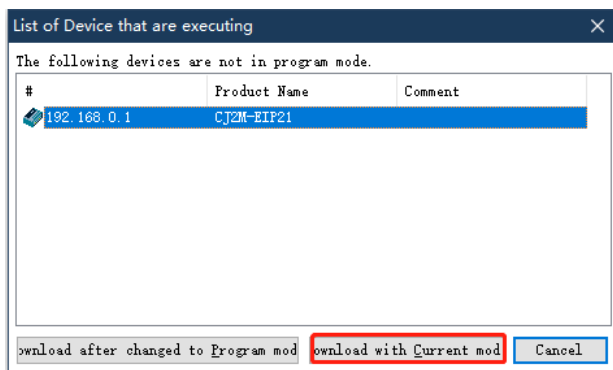 List of Device that are executing
The following devices are not in program mode.
# Product Name Comment
192.168.0.1 CJ2M-EIP21
ownload after changed to Program mod ownload with Current mod Cancel